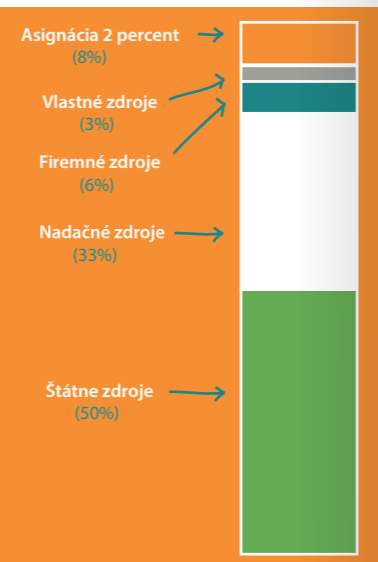 Asignácia 2 percent
(8%)
Vlastné zdroje
(3%)
Firemné zdroje
(6%)
Nadačné zdroje
(33%)
Štátne zdroje
(50%)